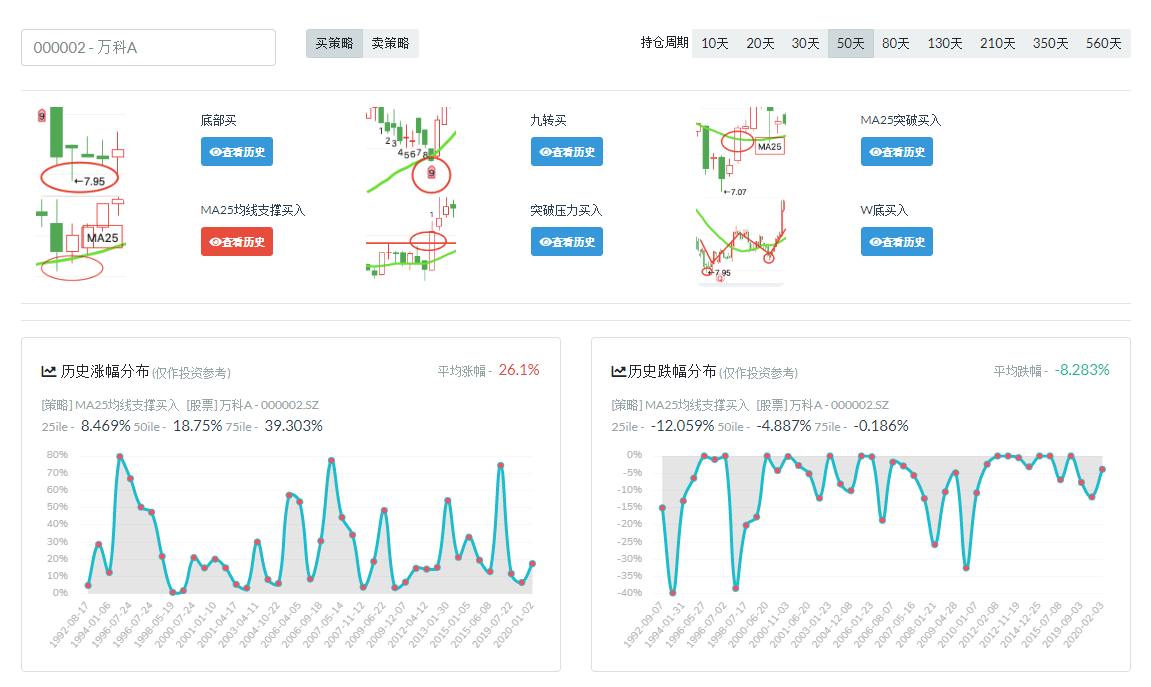 000002 - 万科A
买策略 卖策略
持仓周期 10天 20天 30天 50天 80天 130天 210天 350天 560天
9
←7.95
底部买
查看历史
1 2 3 4 5 6 7 8 9
九转买
查看历史
MA25
←7.07
MA25突破买入
查看历史
MA25
MA25均线支撑买入
查看历史
1
突破压力买入
查看历史
←7.95
W底买入
查看历史
历史涨幅分布 (仅作投资参考)
平均涨幅 - 26.1%
[策略] MA25均线支撑买入 [股票] 万科A - 000002.SZ
25ile - 8.469% 50ile - 18.75% 75ile - 39.303%
80%
70%
60%
50%
40%
30%
20%
10%
0%
1992-08-17 1994-01-06 1996-07-24 1996-07-24 1998-05-19 2000-07-24 2001-01-10 2001-04-17 2003-04-11 2004-10-22 2006-04-05 2006-09-18 2007-05-14 2007-11-12 2009-06-22 2009-12-07 2012-04-12 2013-01-30 2015-01-05 2015-06-08 2019-07-22 2020-01-02
历史跌幅分布 (仅作投资参考)
平均跌幅 - -8.283%
[策略] MA25均线支撑买入 [股票] 万科A - 000002.SZ
25ile - -12.059% 50ile - -4.887% 75ile - -0.186%
0%
-5%
-10%
-15%
-20%
-25%
-30%
-35%
-40%
1992-09-07 1994-01-31 1996-05-27 1996-07-02 1998-07-17 2000-06-20 2000-11-03 2001-06-20 2003-01-23 2004-12-08 2006-01-23 2006-08-07 2007-05-16 2008-01-21 2009-04-28 2010-01-07 2012-02-08 2012-11-19 2014-12-25 2015-07-08 2019-09-03 2020-02-03